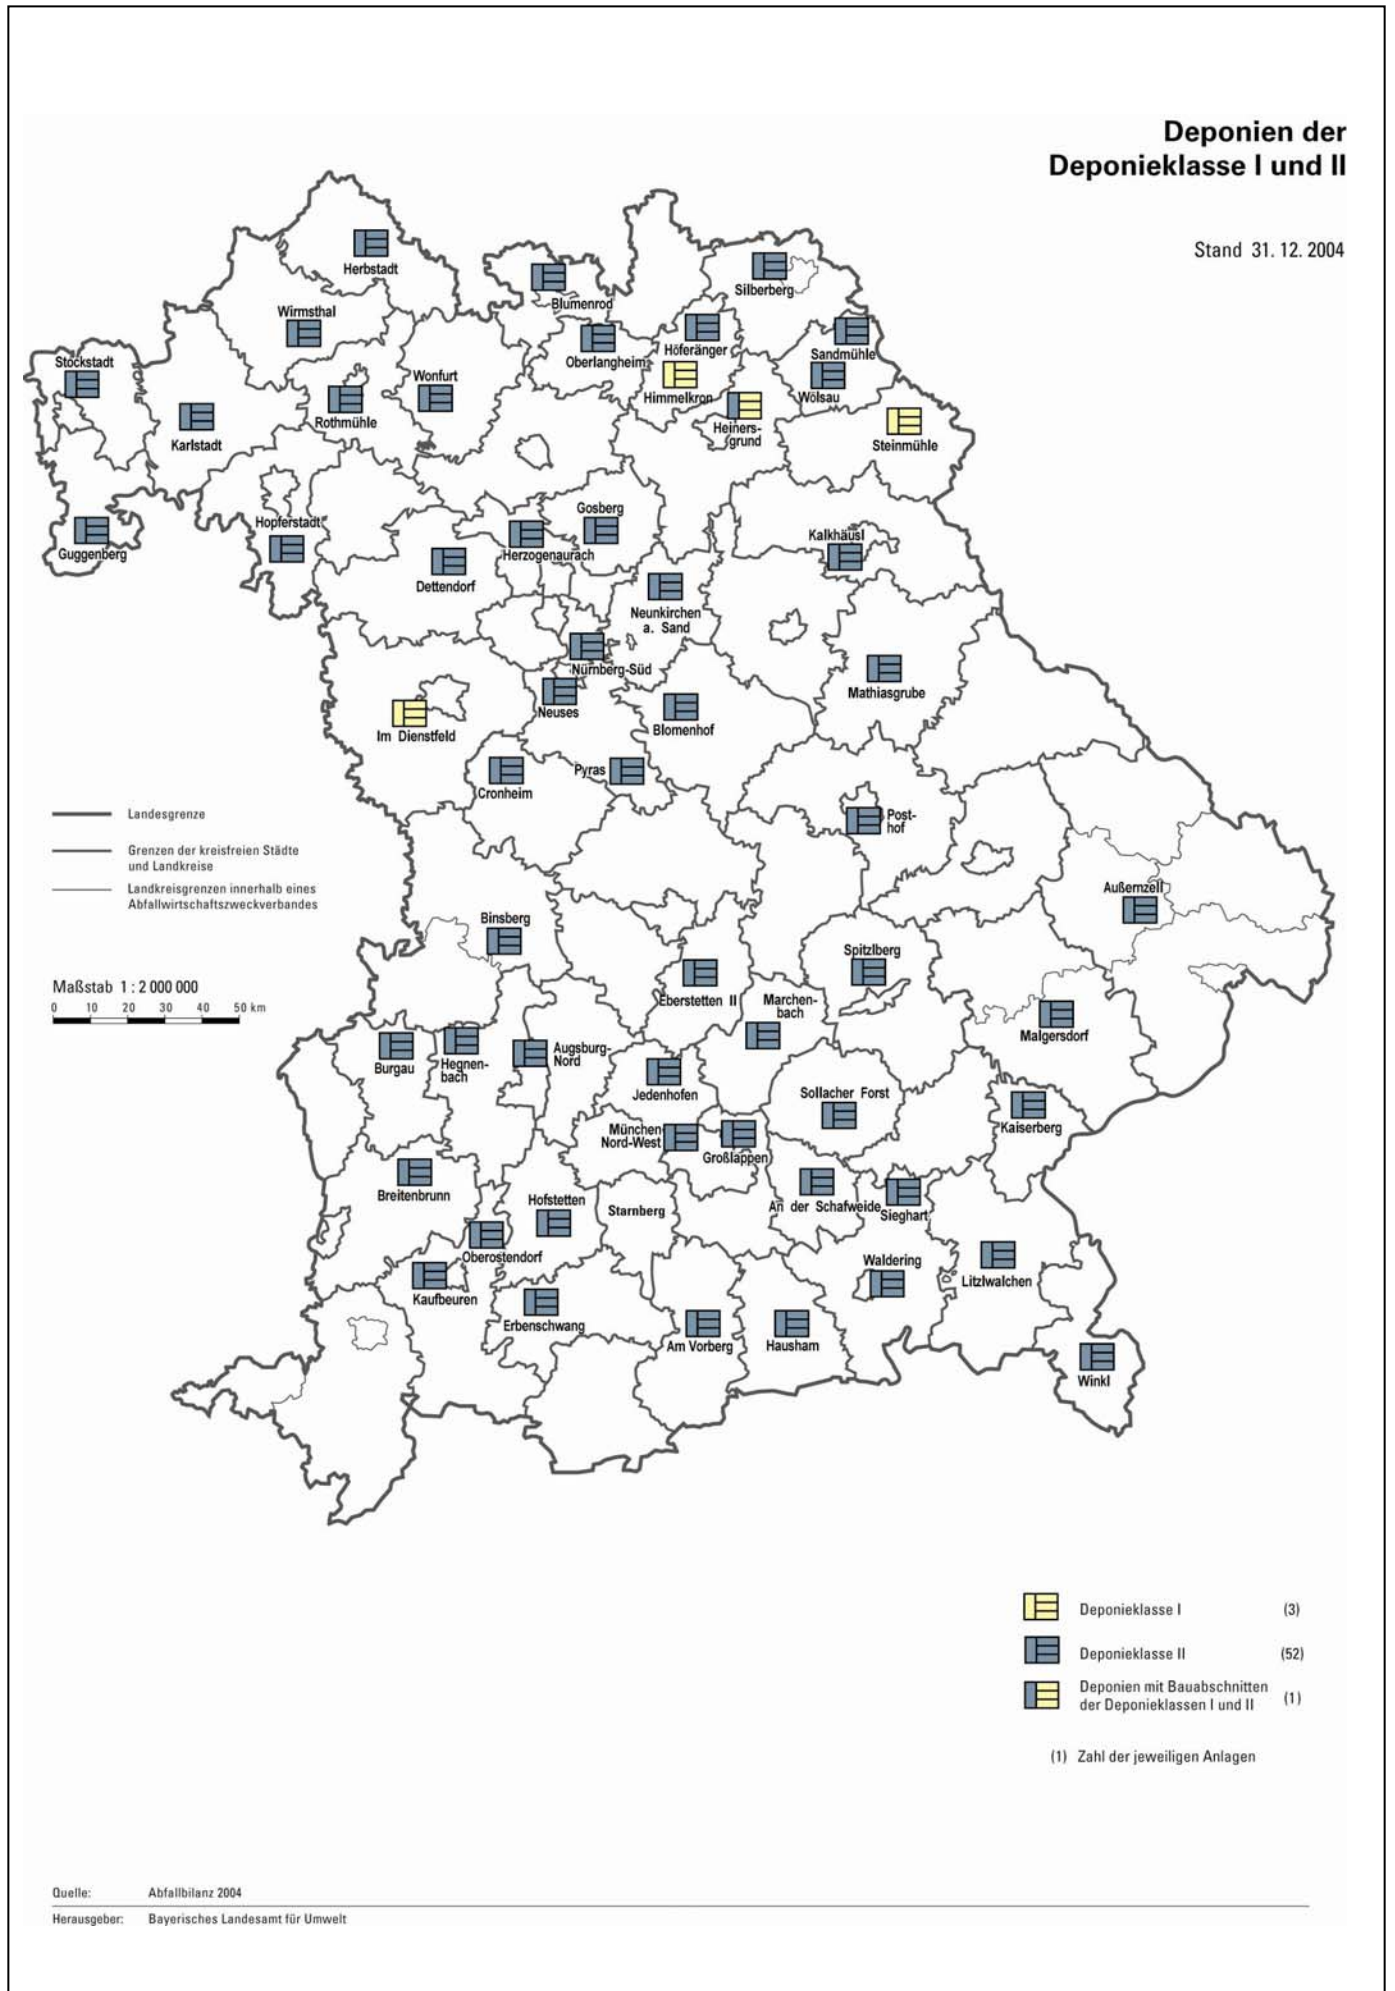 Deponien der
Deponieklasse I und II
Stand 31. 12. 2004
Herbstadt
Blumenrod
Silberberg
Wirmsthal
Oberlangheim
Höferänger
Sandmühle
Stockstadt
Wonfurt
Himmelkron
Wölsau
Karlstadt
Rothmühle
Heiners-
grund
Steinmühle
Guggenberg
Hopferstadt
Gosberg
Herzogenaurach
Kalkhäusl
Dettendorf
Neunkirchen
a. Sand
Nürnberg-Süd
Mathiasgrube
Neuses
Blomenhof
Im Dienstfeld
Cronheim
Pyras
Post-
hof
Landesgrenze
Grenzen der kreisfreien Städte
und Landkreise
Landkreisgrenzen innerhalb eines
Abfallwirtschaftszweckverbandes
Außernzell
Binsberg
Spitzlberg
Maßstab 1 : 2 000 000
0 10 20 30 40 50 km
Eberstetten II
Marchen-
bach
Malgersdorf
Burgau
Hegnen-
bach
Augsburg-
Nord
Jedenhofen
Sollacher Forst
Kaiserberg
München-
Nord-West
Großlappen
Breitenbrunn
Hofstetten
Starnberg
An der Schafweide
Sieghart
Oberostendorf
Waldering
Litzlwalchen
Kaufbeuren
Erbenschwang
Am Vorberg
Hausham
Winkl
Deponieklasse I (3)
Deponieklasse II (52)
Deponien mit Bauabschnitten
der Deponieklassen I und II (1)
(1) Zahl der jeweiligen Anlagen
Quelle: Abfallbilanz 2004
Herausgeber: Bayerisches Landesamt für Umwelt